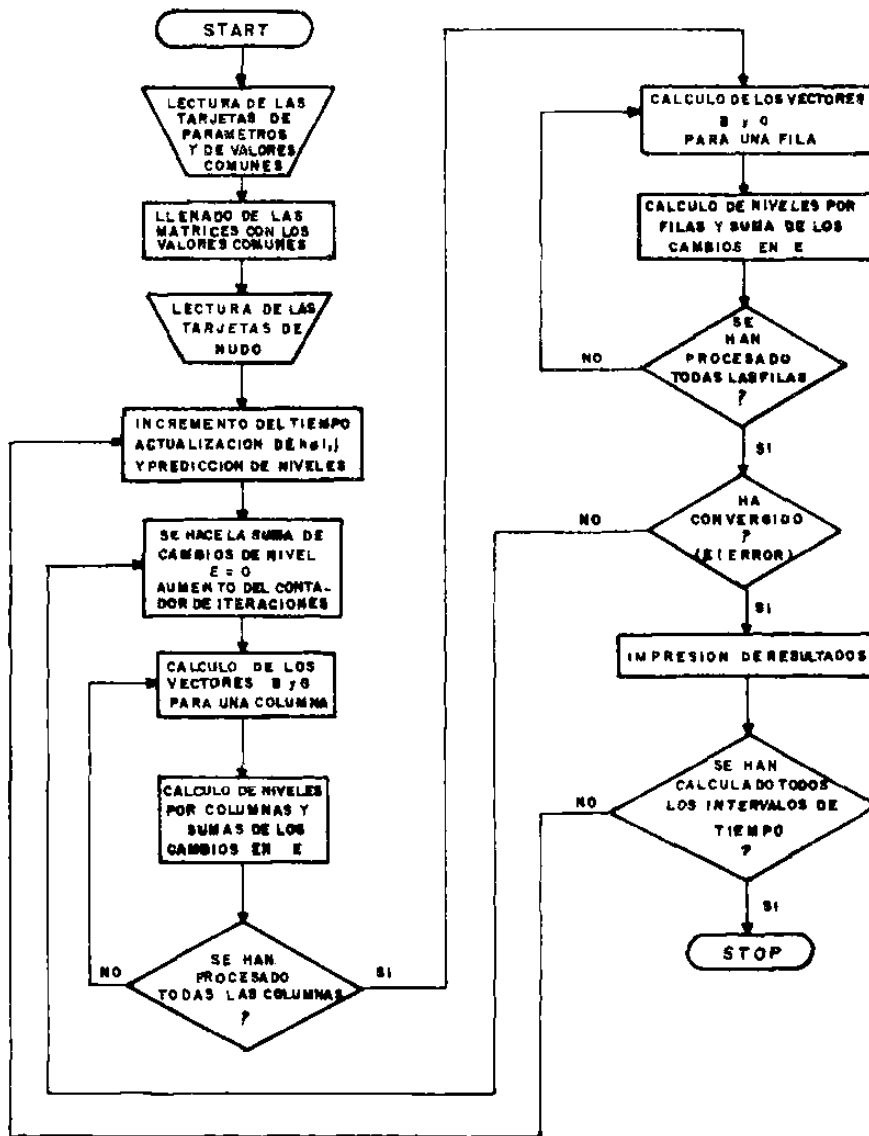 START
LECTURA DE LAS
TARJETAS DE
PARAMETROS
Y DE VALORES
COMUNES
LLENADO DE LAS
MATRICES CON LOS
VALORES COMUNES
LECTURA DE LAS
TARJETAS DE
NUDO
INCREMENTO DEL TIEMPO
ACTUALIZACION DE
Y PREDICCION DE NIVELES
SE HACE LA SUMA DE
CAMBIOS DE NIVEL
E = 0
AUMENTO DEL CONTA-
DOR DE ITERACIONES
CALCULO DE LOS
VECTORES B y G
PARA UNA COLUMNA
CALCULO DE NIVELES
POR COLUMNAS Y
SUMAS DE LOS
CAMBIOS EN E
SE HAN
PROCESADO
TODAS LAS COLUMNAS
?
NO
SI
CALCULO DE LOS VECTORES
B y G
PARA UNA FILA
CALCULO DE NIVELES POR
FILAS Y SUMA DE LOS
CAMBIOS EN E
SE
HAN
PROCESADO
TODAS LAS FILAS
?
NO
SI
HA
CONVERGIDO
?
(E(ERROR)
NO
SI
IMPRESION DE RESULTADOS
SE HAN
CALCULADO TODOS
LOS INTERVALOS DE
TIEMPO
?
NO
SI
STOP